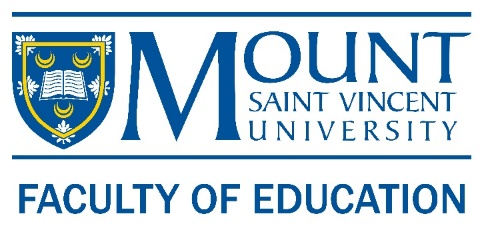 MOUNT
SAINT VINCENT
UNIVERSITY
FACULTY OF EDUCATION